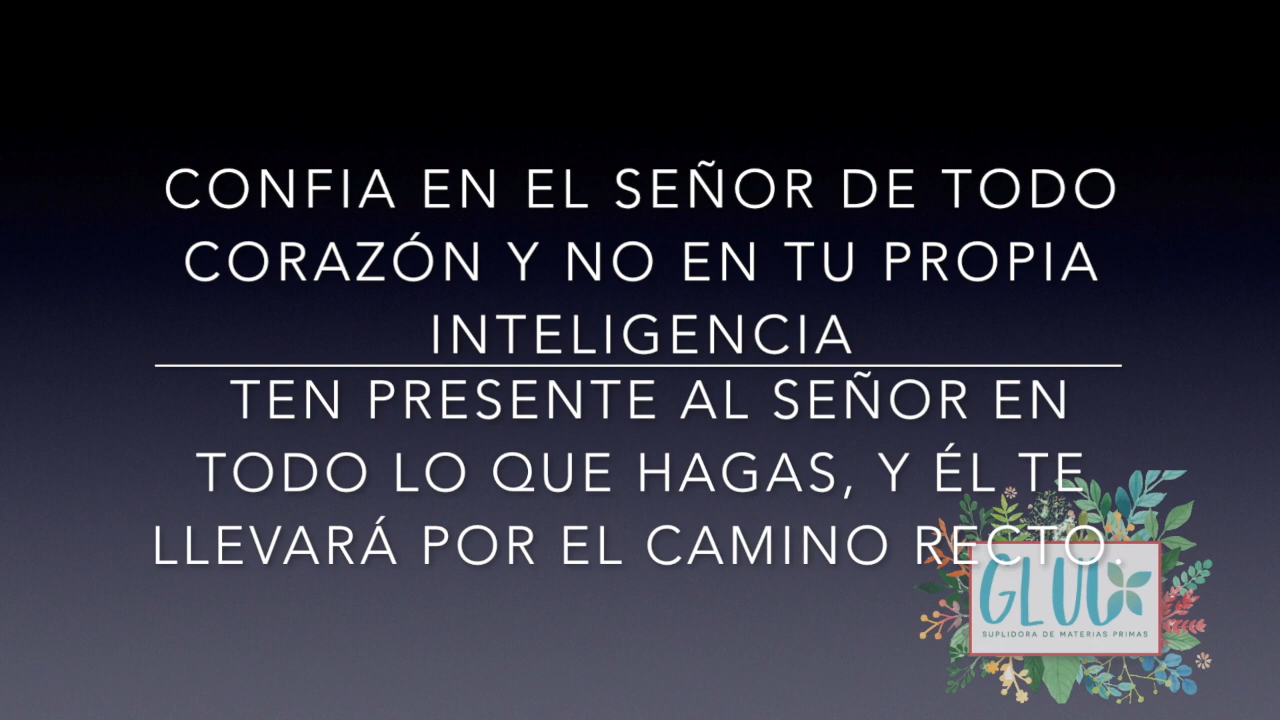 CONFIA EN EL SEÑOR DE TODO
CORAZÓN Y NO EN TU PROPIA
INTELIGENCIA
TEN PRESENTE AL SEÑOR EN
TODO LO QUE HAGAS, Y ÉL TE
LLEVARÁ POR EL CAMINO RECTO.
SUPLIDORA DE MATERIAS PRIMAS